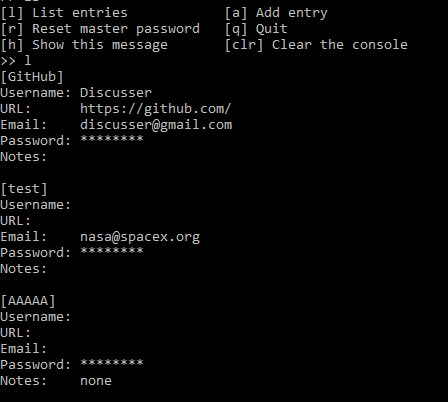 [l] List entries [a] Add entry
[r] Reset master password [q] Quit
[h] Show this message [clr] Clear the console
>> l
[GitHub]
Username: Discusser
URL: https://github.com/
Email: discusser@gmail.com
Password: ********
Notes:
[test]
Username:
URL:
Email: nasa@spacex.org
Password: ********
Notes:
[AAAAA]
Username:
URL:
Email:
Password: ********
Notes: none